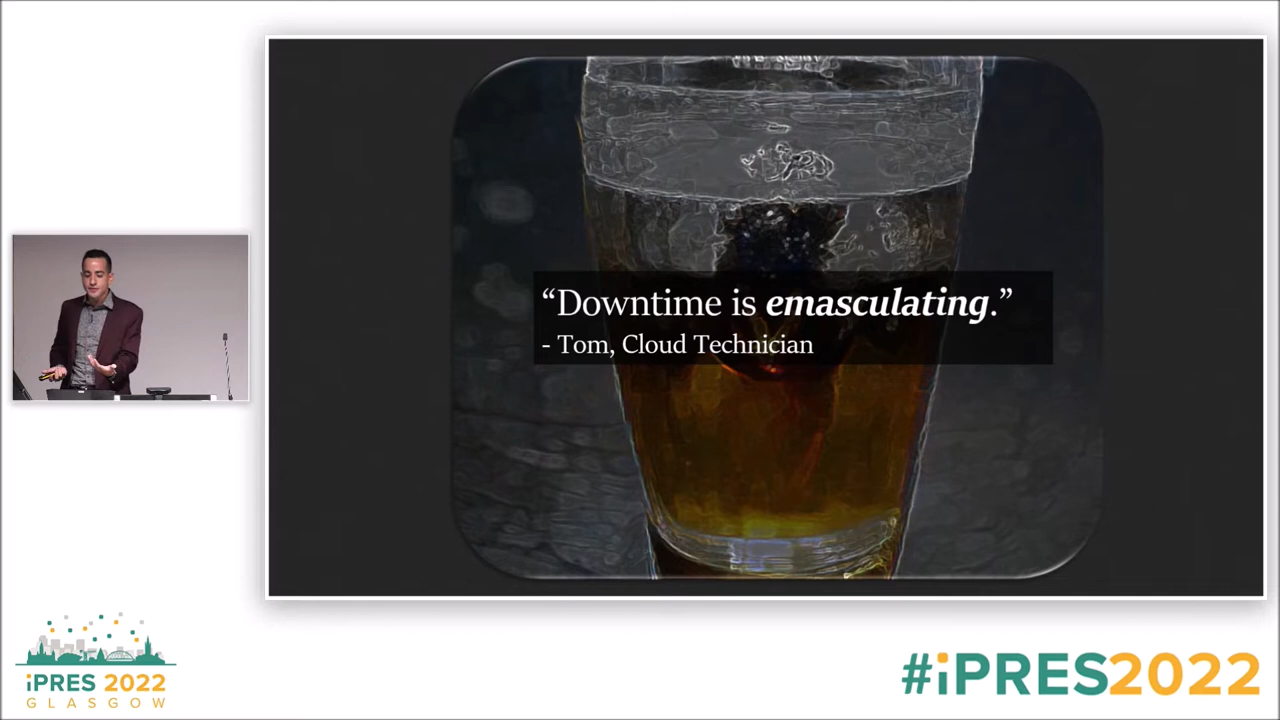 “Downtime is emasculating.”
- Tom, Cloud Technician
iPRES 2022
GLASGOW
#iPRES2022